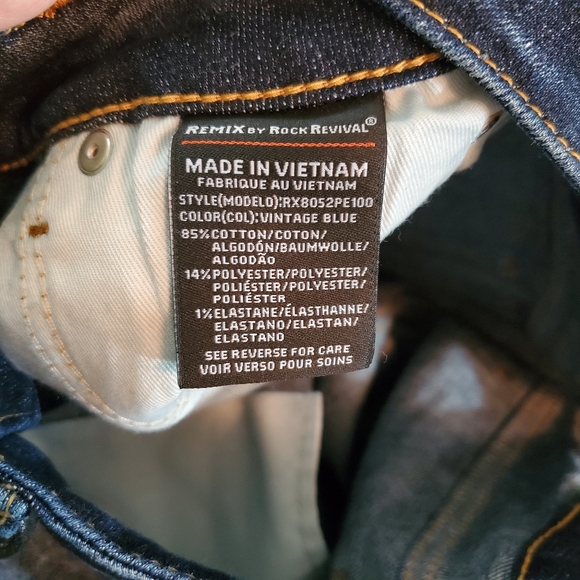 REMIX BY ROCK REVIVAL®
MADE IN VIETNAM
FABRIQUE AU VIETNAM
STYLE(MODELO):RX8052PE100
COLOR(COL):VINTAGE BLUE
85%COTTON/COTON/
ALGODÓN/BAUMWOLLE/
ALGODÃO
14%POLYESTER/POLYESTER/
POLIÉSTER/POLYESTER/
POLIÉSTER
1%ELASTANE/ÉLASTHANNE/
ELASTANO/ELASTAN/
ELASTANO
SEE REVERSE FOR CARE
VOIR VERSO POUR SOIN